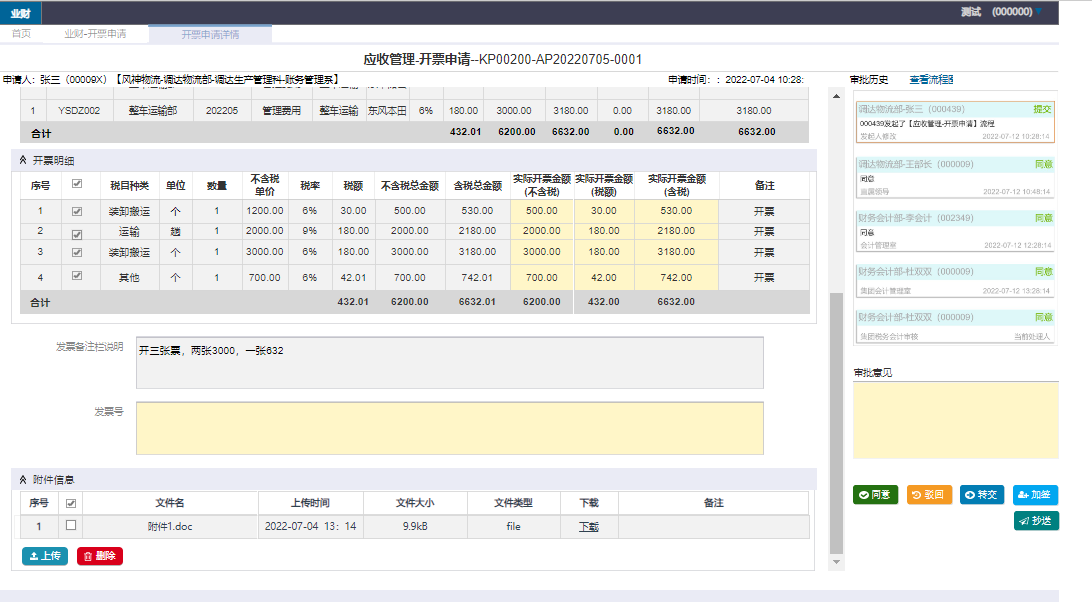 业财
测试 (000000)
首页 业财-开票申请 开票申请详情
应收管理-开票申请--KP00200-AP20220705-0001
申请人：张三（00009X）【风神物流-调达物流部-调达生产管理科-账务管理系】 申请时间：：2022-07-04 10:28:
1 YSDZ002 整车运输部 202205 管理费用 整车运输 东风本田 6% 180.00 3000.00 3180.00 0.00 3180.00 3180.00
合计 432.01 6200.00 6632.00 0.00 6632.00 6632.00
开票明细
序号 税目种类 单位 数量 不含税单价 税率 税额 不含税总金额 含税总金额 实际开票金额(不含税) 实际开票金额(税额) 实际开票金额(含税) 备注
1 装卸搬运 个 1 1200.00 6% 30.00 500.00 530.00 500.00 30.00 530.00 开票
2 运输 趟 1 2000.00 9% 180.00 2000.00 2180.00 2000.00 180.00 2180.00 开票
3 装卸搬运 个 1 3000.00 6% 180.00 3000.00 3180.00 3000.00 180.00 3180.00 开票
4 其他 个 1 700.00 6% 42.01 700.00 742.01 700.00 42.00 742.00 开票
合计 432.01 6200.00 6632.01 6200.00 432.00 6632.00
发票备注栏说明 开三张票，两张3000，一张632
发票号
附件信息
序号 文件名 上传时间 文件大小 文件类型 下载 备注
1 附件1.doc 2022-07-04 13：14 9.9kB file 下载
上传 删除
审批历史 查看流程图
调达物流部-张三（000439） 提交
000439发起了【应收管理-开票申请】流程
发起人修改 2022-07-12 10:28:14
调达物流部-王部长（000009） 同意
同意
当面领导 2022-07-12 10:48:14
财务会计部-李会计（002349） 同意
同意
会计管理室 2022-07-12 12:28:14
财务会计部-杜双双（000009） 同意
集团会计管理室 2022-07-12 13:28:14
财务会计部-杜双双（000009） 同意
集团税务会计审核 当前处理人
审批意见
同意 驳回 转交 加签
抄送